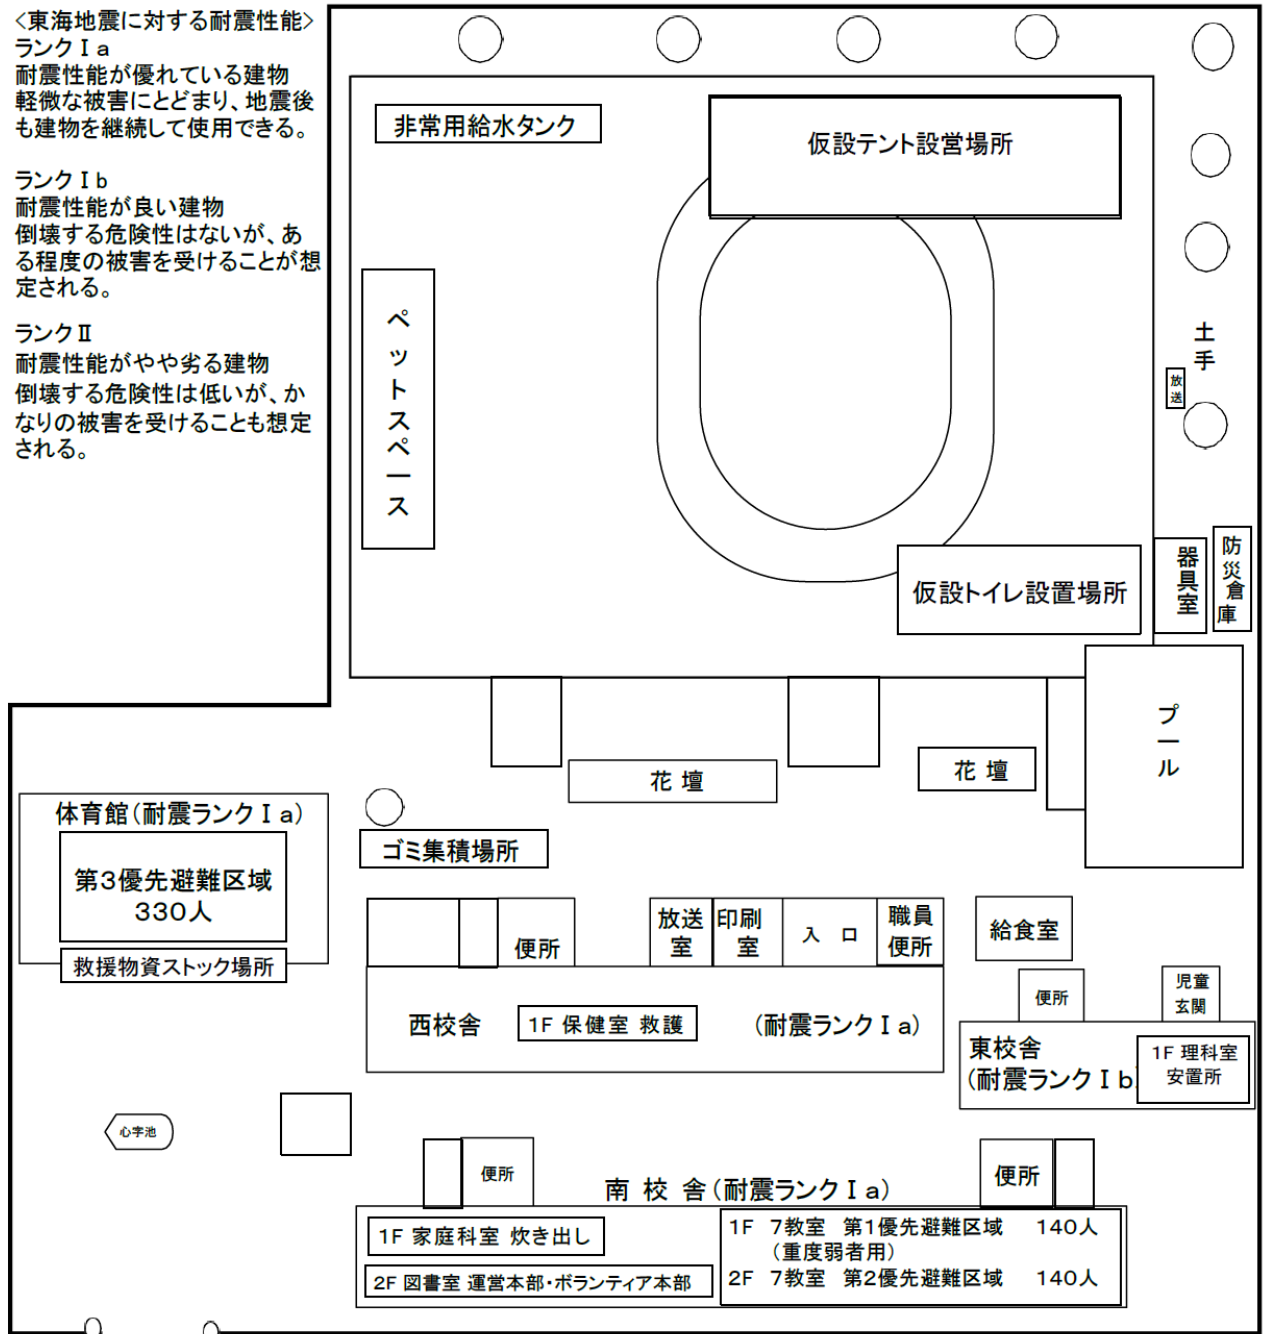 ＜東海地震に対する耐震性能＞
ランクⅠa
耐震性能が優れている建物
軽微な被害にとどまり、地震後
も建物を継続して使用できる。
ランクⅠb
耐震性能が良い建物
倒壊する危険性はないが、あ
る程度の被害を受けることが想
定される。
ランクⅡ
耐震性能がやや劣る建物
倒壊する危険性は低いが、か
なりの被害を受けることも想定
される。
非常用給水タンク
仮設テント設営場所
ペットスペース
土手
放送
仮設トイレ設置場所
器具室
防災倉庫
プール
花壇
花壇
体育館（耐震ランクⅠa）
第3優先避難区域
330人
救援物資ストック場所
ゴミ集積場所
便所
放送
室
印刷
室
入 口
職員
便所
給食室
西校舎
1F 保健室 救護
（耐震ランクⅠa）
便所
児童
玄関
東校舎
（耐震ランクⅠb）
1F 理科室
安置所
心字池
便所
南 校 舎（耐震ランクⅠa）
便所
1F 家庭科室 炊き出し
2F 図書室 運営本部・ボランティア本部
1F 7教室 第1優先避難区域 140人
（重度弱者用）
2F 7教室 第2優先避難区域 140人